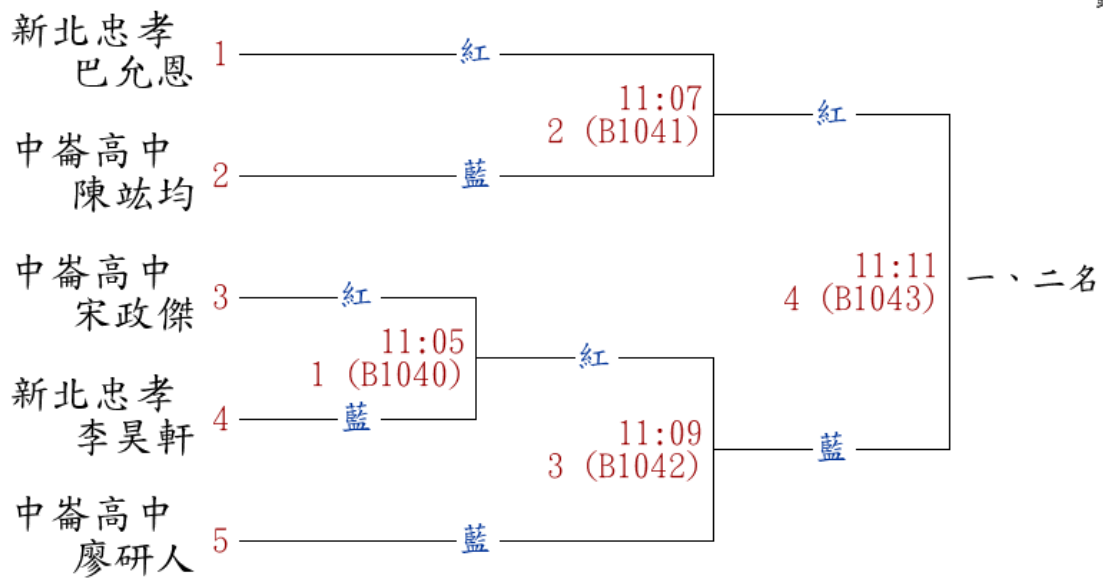 新北忠孝
巴允恩
1
紅
11:07
2 (B1041)
紅
中崙高中
陳竑均
2
藍
中崙高中
宋政傑
3
紅
11:05
1 (B1040)
紅
11:11
4 (B1043)
一、二名
新北忠孝
李昊軒
4
藍
11:09
3 (B1042)
藍
中崙高中
廖研人
5
藍